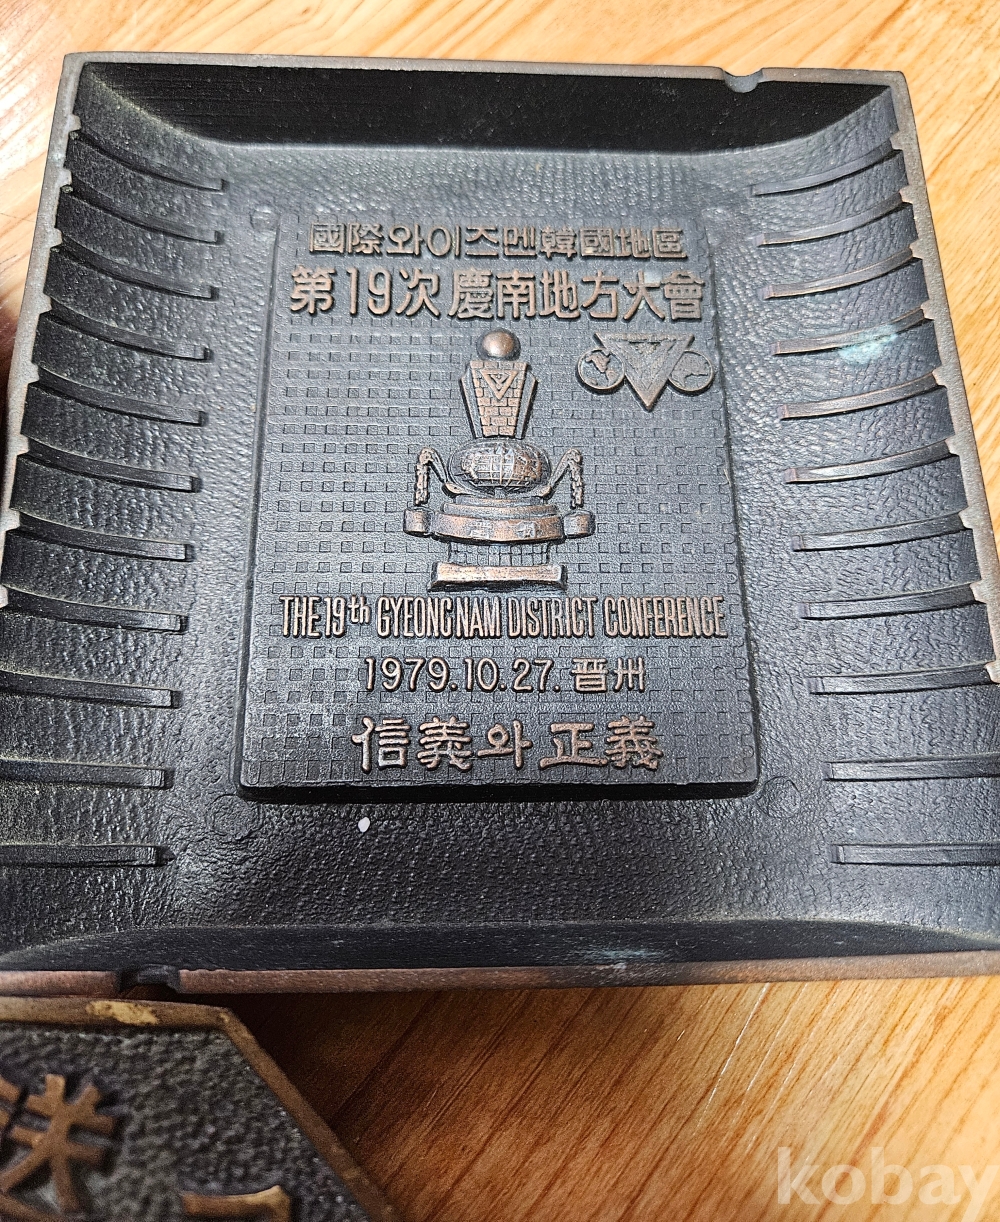 國際와이즈멘韓國地區
第19次 慶南地方大會
THE 19th GYEONGNAM DISTRICT CONFERENCE
1979.10.27. 晋州
信義와 正義
kobay